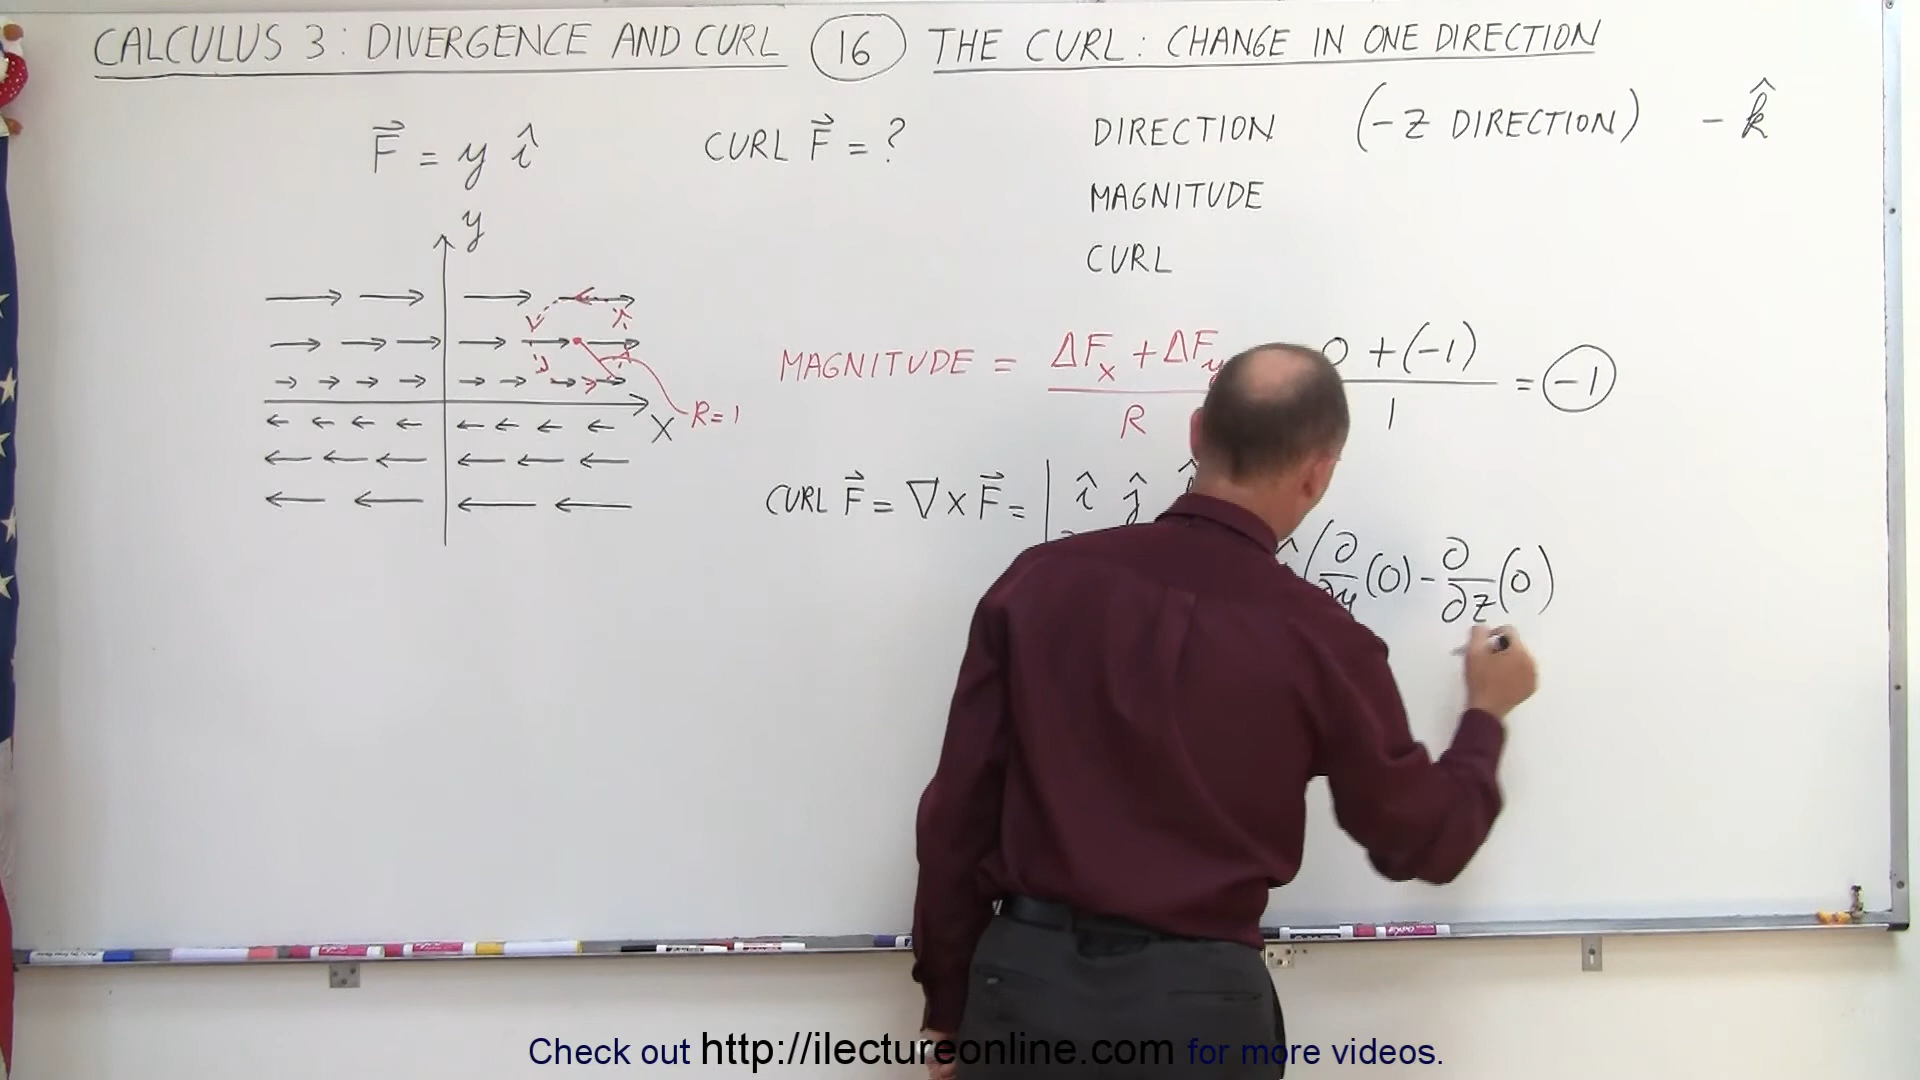 CALCULUS 3: DIVERGENCE AND CURL 16 THE CURL: CHANGE IN ONE DIRECTION
F⃗ = y î
CURL F⃗ = ?
DIRECTION (-Z DIRECTION) - k̂
MAGNITUDE
CURL
y
X
R=1
MAGNITUDE = ΔFx + ΔFy / R
0 + (-1) / 1 = -1
CURL F⃗ = ∇ x F⃗ = | î ĵ
(∂/∂y (0) - ∂/∂z (0)
Check out http://ilectureonline.com for more videos.